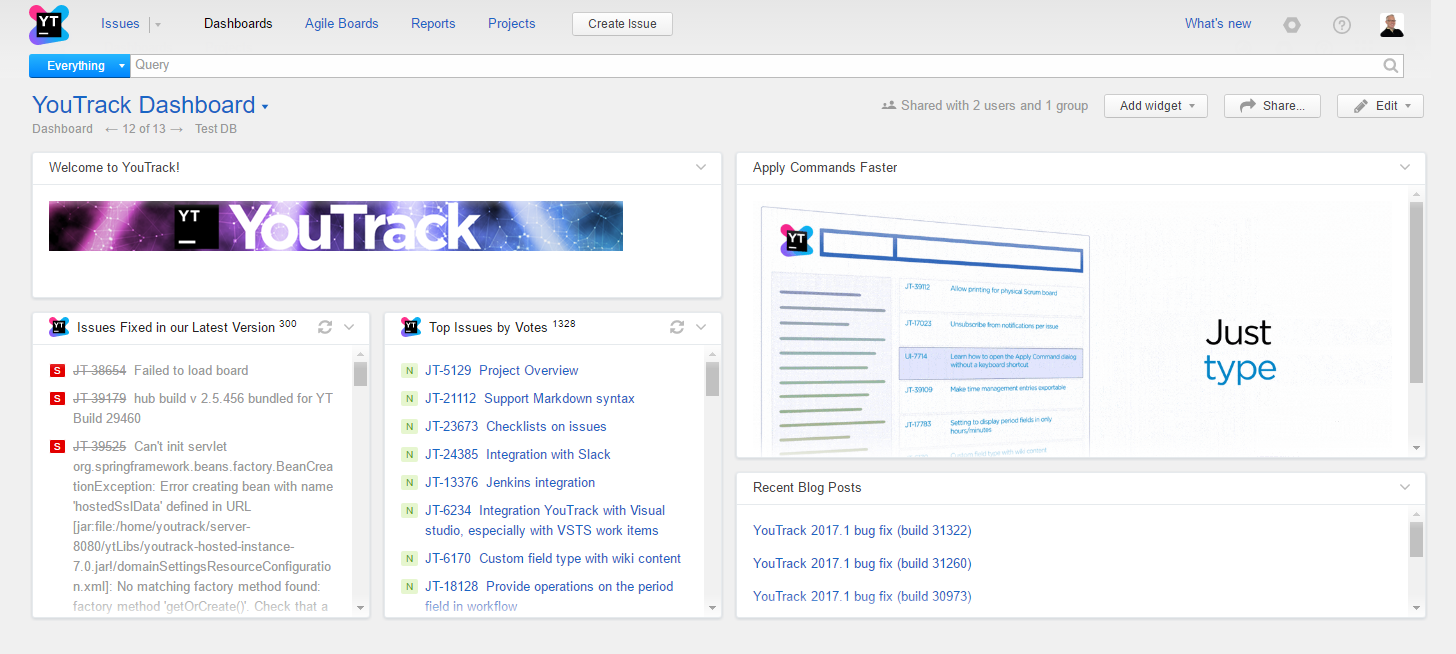 YT
Issues
Dashboards
Agile Boards
Reports
Projects
Create Issue
What's new
Everything
Query
YouTrack Dashboard
Shared with 2 users and 1 group
Add widget
Share...
Edit
Dashboard ← 12 of 13 → Test DB
Welcome to YouTrack!
YT YouTrack
Issues Fixed in our Latest Version 300
S JT-38654 Failed to load board
S JT-39179 hub build v 2.5.456 bundled for YT
Build 29460
S JT-39525 Can't init servlet
org.springframework.beans.factory.BeanCrea
tionException: Error creating bean with name
'hostedSslData' defined in URL
[jar:file:/home/youtrack/server-
8080/ytLibs/youtrack-hosted-instance-
7.0.jar!/domainSettingsResourceConfiguratio
n.xml]: No matching factory method found:
factory method 'getOrCreate()'. Check that a
Top Issues by Votes 1328
N JT-5129 Project Overview
N JT-21112 Support Markdown syntax
N JT-23673 Checklists on issues
N JT-24385 Integration with Slack
N JT-13376 Jenkins integration
N JT-6234 Integration YouTrack with Visual
studio, especially with VSTS work items
N JT-6170 Custom field type with wiki content
N JT-18128 Provide operations on the period
field in workflow
Apply Commands Faster
YT
JT-39112 Allow printing for physical Scrum board
JT-17023 Unsubscribe from notifications per issue
UI-7714 Learn how to open the Apply Command dialog
without a keyboard shortcut
JT-39109 Make time management entries exportable
JT-17783 Setting to display period fields in only
hours/minutes
Custom field type with wiki content
Just
type
Recent Blog Posts
YouTrack 2017.1 bug fix (build 31322)
YouTrack 2017.1 bug fix (build 31260)
YouTrack 2017.1 bug fix (build 30973)